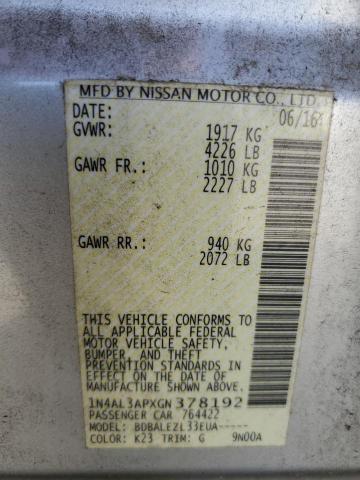 MFD BY NISSAN MOTOR CO., LTD.
DATE: 06/16
GVWR: 1917 KG
4226 LB
GAWR FR.: 1010 KG
2227 LB
GAWR RR.: 940 KG
2072 LB
THIS VEHICLE CONFORMS TO
ALL APPLICABLE FEDERAL
MOTOR VEHICLE SAFETY,
BUMPER, AND THEFT
PREVENTION STANDARDS
IN EFFECT ON THE DATE OF
MANUFACTURE SHOWN ABOVE.
1N4AL3APXGN378192
PASSENGER CAR 764422
MODEL: BDBALEZL33EUA-----
COLOR: K23 TRIM: G 9N00A